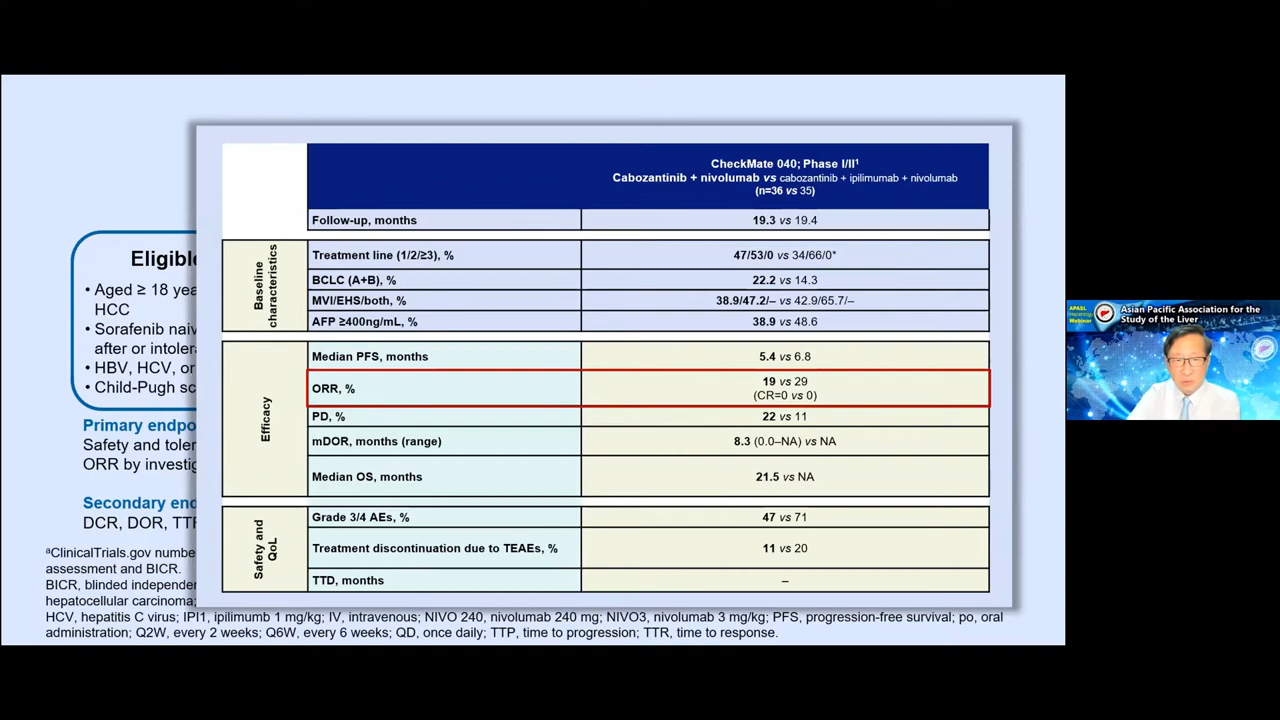 CheckMate 040; Phase I/II¹
Cabozantinib + nivolumab vs cabozantinib + ipilimumab + nivolumab
(n=36 vs 35)
Follow-up, months 19.3 vs 19.4
Baseline
characteristics
Treatment line (1/2/≥3), % 47/53/0 vs 34/66/0*
BCLC (A+B), % 22.2 vs 14.3
MVI/EHS/both, % 38.9/47.2/– vs 42.9/65.7/–
AFP ≥400ng/mL, % 38.9 vs 48.6
Efficacy
Median PFS, months 5.4 vs 6.8
ORR, % 19 vs 29
(CR=0 vs 0)
PD, % 22 vs 11
mDOR, months (range) 8.3 (0.0–NA) vs NA
Median OS, months 21.5 vs NA
Safety and
QoL
Grade 3/4 AEs, % 47 vs 71
Treatment discontinuation due to TEAEs, % 11 vs 20
TTD, months –
Eligib
• Aged ≥ 18 yea
HCC
• Sorafenib naiv
after or intolera
• HBV, HCV, or
• Child-Pugh sc
Primary endpo
Safety and toler
ORR by investig
Secondary end
DCR, DOR, TTR
ᵃClinicalTrials.gov numbe
assessment and BICR.
BICR, blinded independen
hepatocellular carcinoma;
HCV, hepatitis C virus; IPI1, ipilimumb 1 mg/kg; IV, intravenous; NIVO 240, nivolumab 240 mg; NIVO3, nivolumab 3 mg/kg; PFS, progression-free survival; po, oral
administration; Q2W, every 2 weeks; Q6W, every 6 weeks; QD, once daily; TTP, time to progression; TTR, time to response.
APASL
Hepatology
Webinar
Asian Pacific Association for the
Study of the Liver